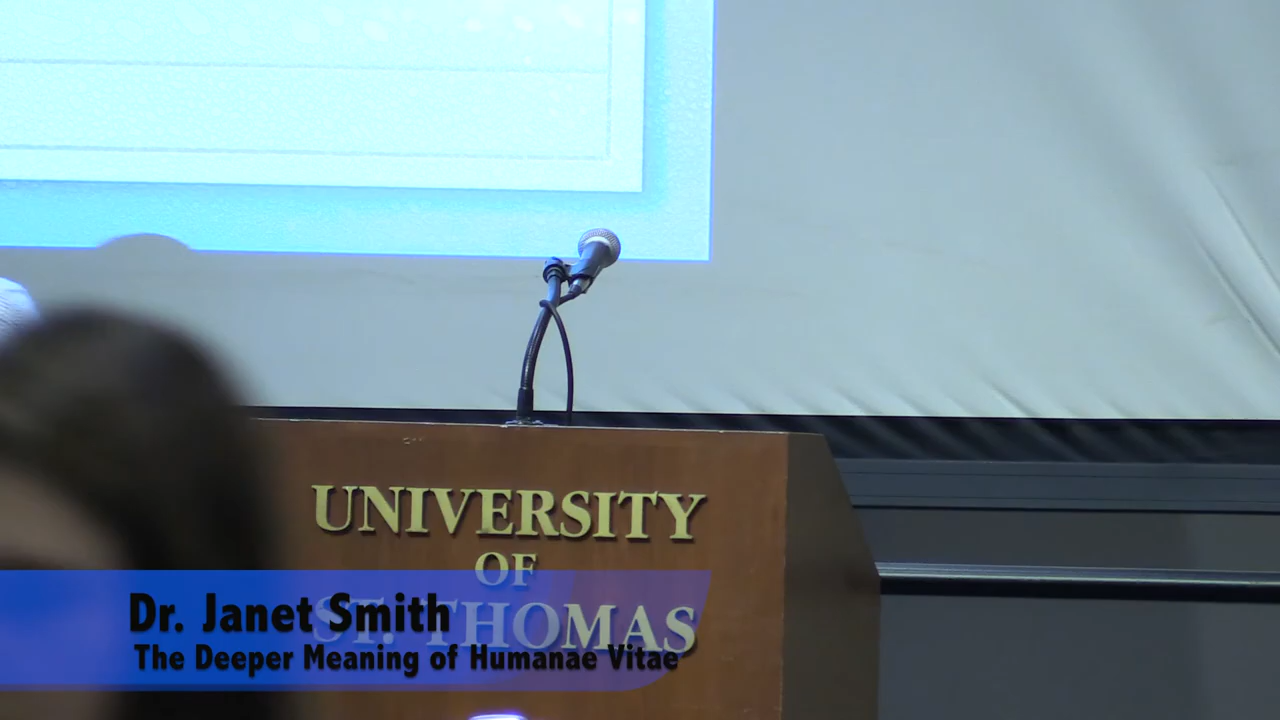 UNIVERSITY
OF
ST. THOMAS
Dr. Janet Smith
The Deeper Meaning of Humanae Vitae